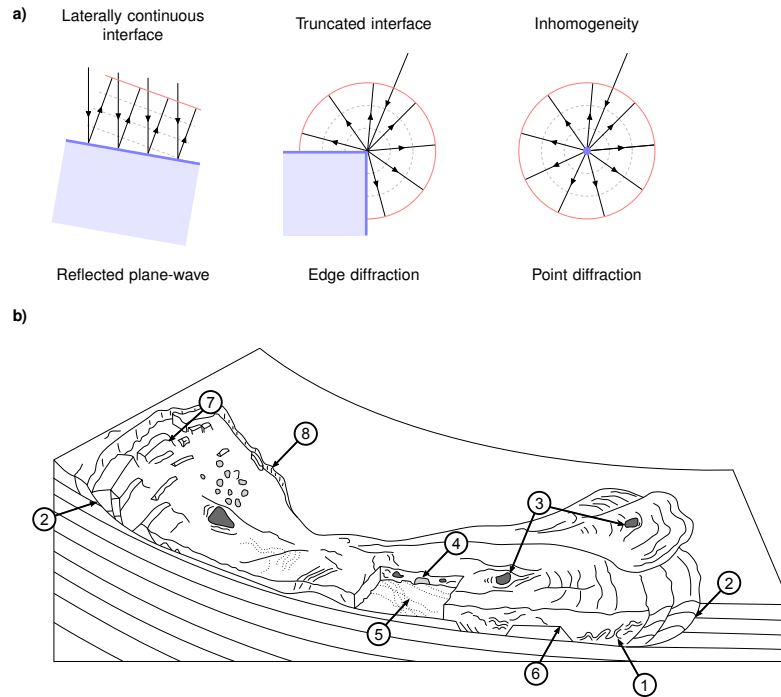 a)
Laterally continuous
interface
Truncated interface
Inhomogeneity
Reflected plane-wave
Edge diffraction
Point diffraction
b)
7
8
2
3
4
5
2
6
1